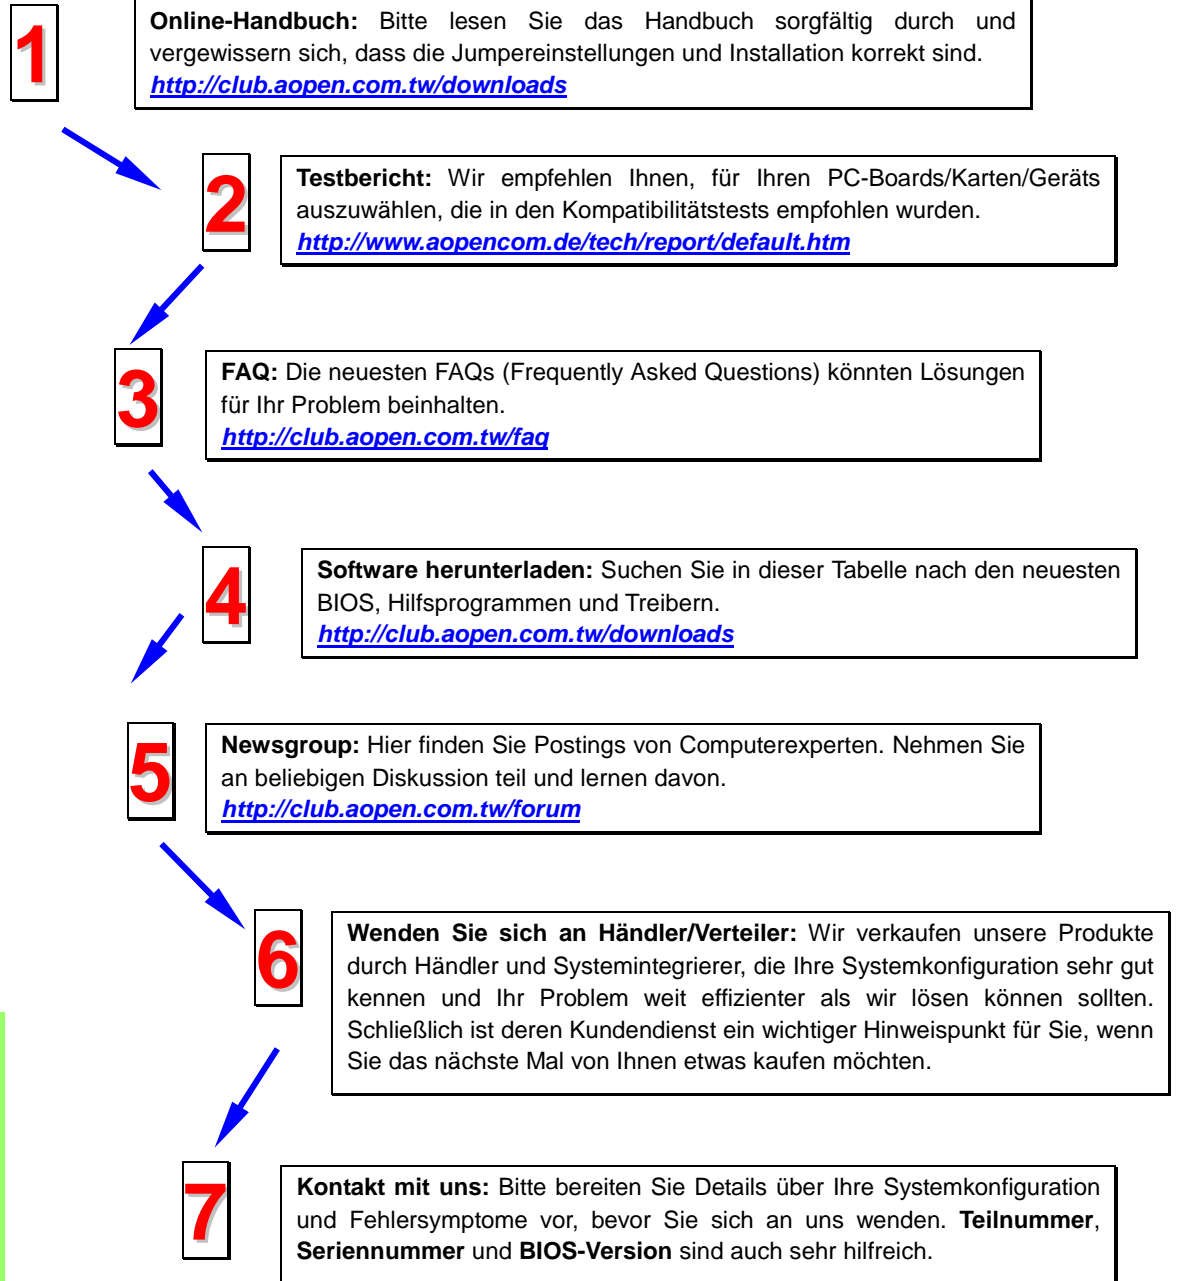 1
Online-Handbuch: Bitte lesen Sie das Handbuch sorgfältig durch und
vergewissern sich, dass die Jumpereinstellungen und Installation korrekt sind.
http://club.aopen.com.tw/downloads
2
Testbericht: Wir empfehlen Ihnen, für Ihren PC-Boards/Karten/Geräts
auszuwählen, die in den Kompatibilitätstests empfohlen wurden.
http://www.aopencom.de/tech/report/default.htm
3
FAQ: Die neuesten FAQs (Frequently Asked Questions) könnten Lösungen
für Ihr Problem beinhalten.
http://club.aopen.com.tw/faq
4
Software herunterladen: Suchen Sie in dieser Tabelle nach den neuesten
BIOS, Hilfsprogrammen und Treibern.
http://club.aopen.com.tw/downloads
5
Newsgroup: Hier finden Sie Postings von Computerexperten. Nehmen Sie
an beliebigen Diskussion teil und lernen davon.
http://club.aopen.com.tw/forum
6
Wenden Sie sich an Händler/Verteiler: Wir verkaufen unsere Produkte
durch Händler und Systemintegrierer, die Ihre Systemkonfiguration sehr gut
kennen und Ihr Problem weit effizienter als wir lösen können sollten.
Schließlich ist deren Kundendienst ein wichtiger Hinweispunkt für Sie, wenn
Sie das nächste Mal von Ihnen etwas kaufen möchten.
7
Kontakt mit uns: Bitte bereiten Sie Details über Ihre Systemkonfiguration
und Fehlersymptome vor, bevor Sie sich an uns wenden. Teilnummer,
Seriennummer und BIOS-Version sind auch sehr hilfreich.